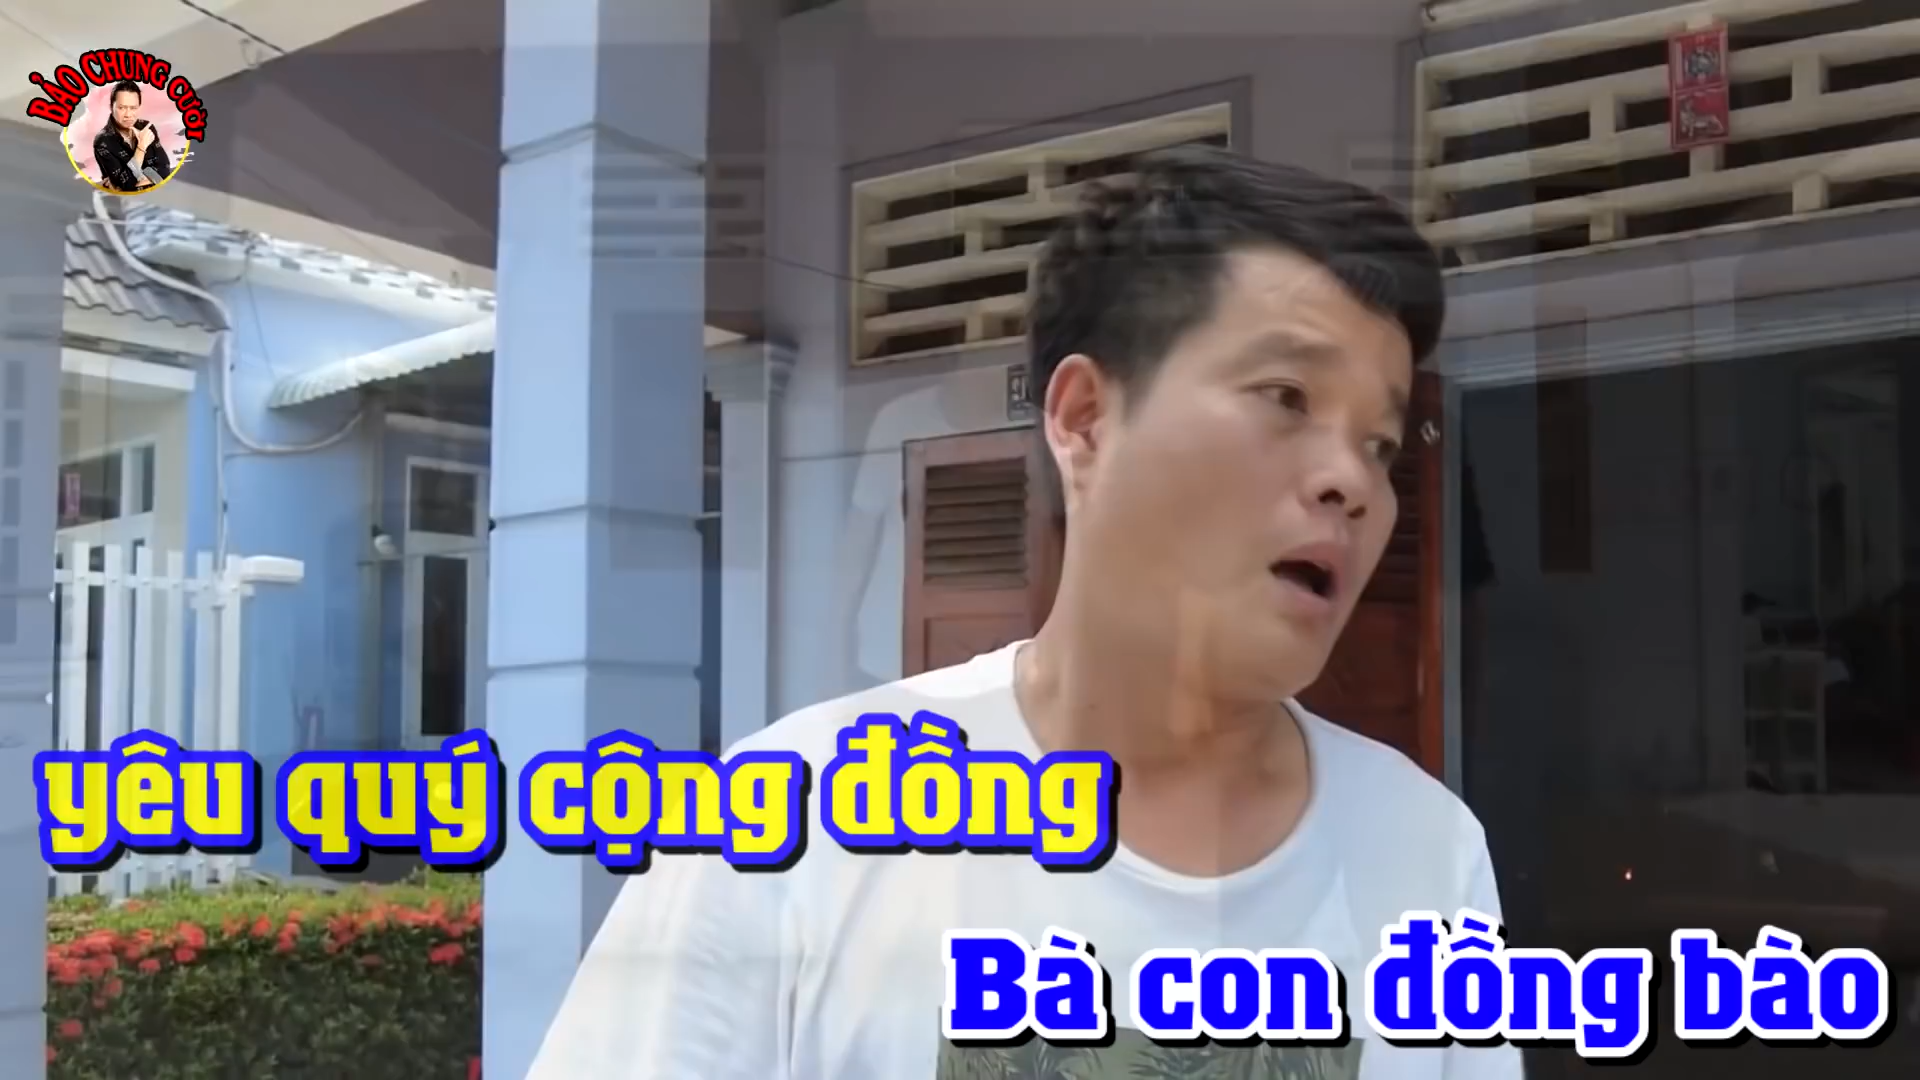 BẢO CHUNG CƯỜI
yêu quý cộng đồng
Bà con đồng bào